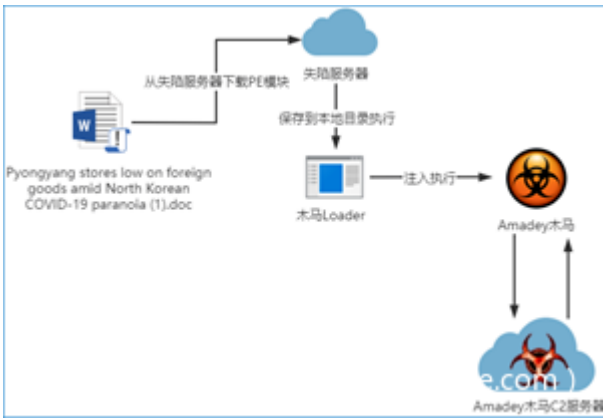 失陷服务器
从失陷服务器下载PE模块
保存到本地目录执行
W
Pyongyang stores low on foreign
goods amid North Korean
COVID-19 paranoia (1).doc
木马Loader
注入执行
Amadey木马
e.com)
Amadey木马C2服务器